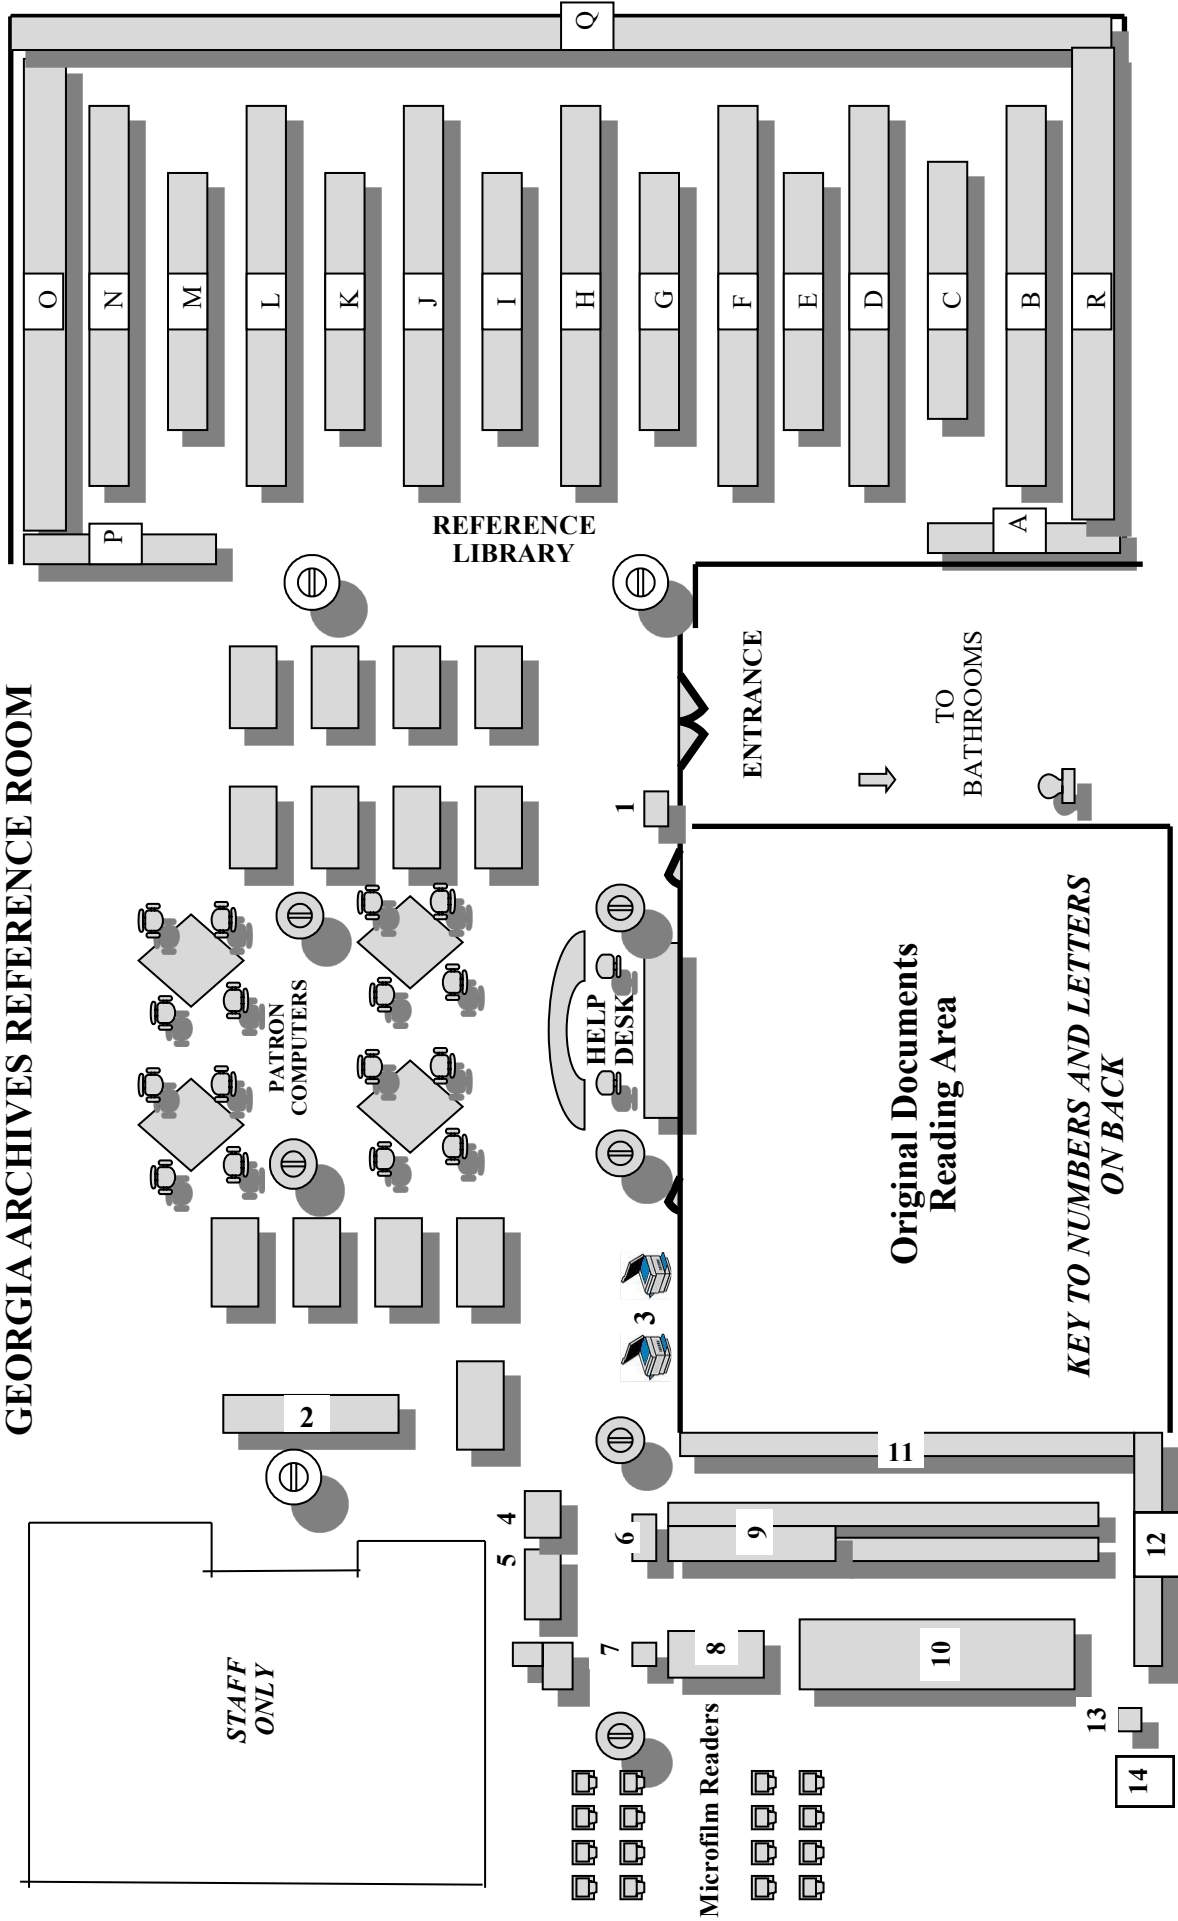 GEORGIA ARCHIVES REFERENCE ROOM
STAFF
ONLY
2
PATRON
COMPUTERS
P
O
N
M
L
K
J
I
H
G
F
E
D
C
B
R
A
Q
REFERENCE
LIBRARY
4
5
6
7
8
9
10
11
12
13
14
Microfilm Readers
3
HELP
DESK
1
ENTRANCE
TO
BATHROOMS
Original Documents
Reading Area
KEY TO NUMBERS AND LETTERS
ON BACK